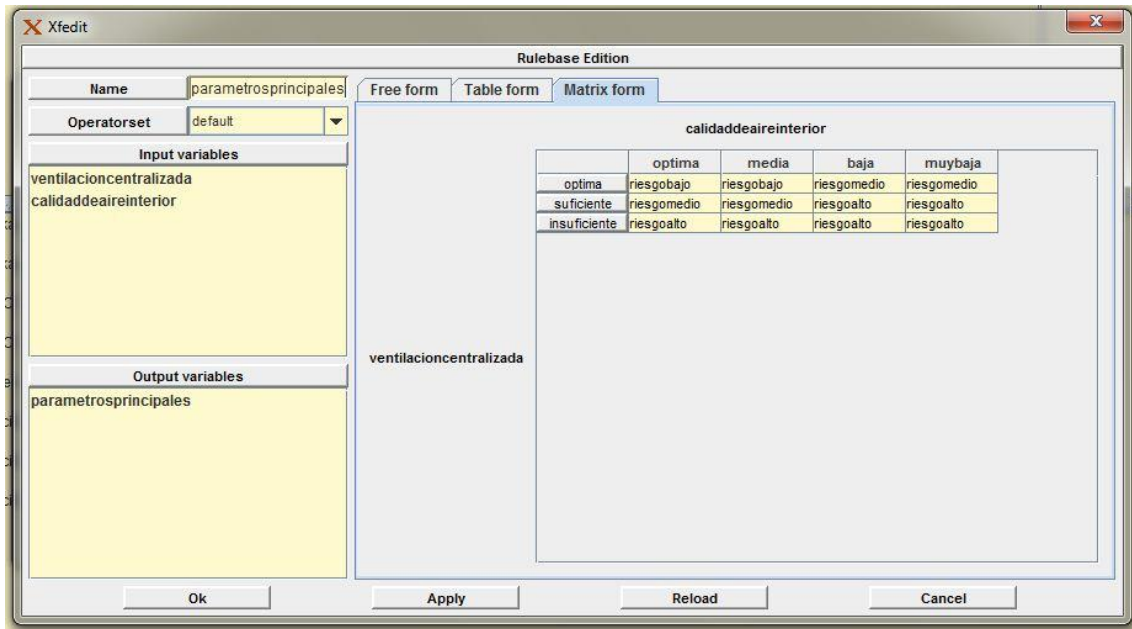 Xfedit
Rulebase Edition
Name parametrosprincipales
Operatorset default
Input variables
ventilacioncentralizada
calidaddeaireinterior
Output variables
parametrosprincipales
Free form Table form Matrix form
calidaddeaireinterior
optima media baja muybaja
optima riesgobajo riesgobajo riesgomedio riesgomedio
suficiente riesgomedio riesgomedio riesgoalto riesgoalto
insuficiente riesgoalto riesgoalto riesgoalto riesgoalto
ventilacioncentralizada
Ok Apply Reload Cancel